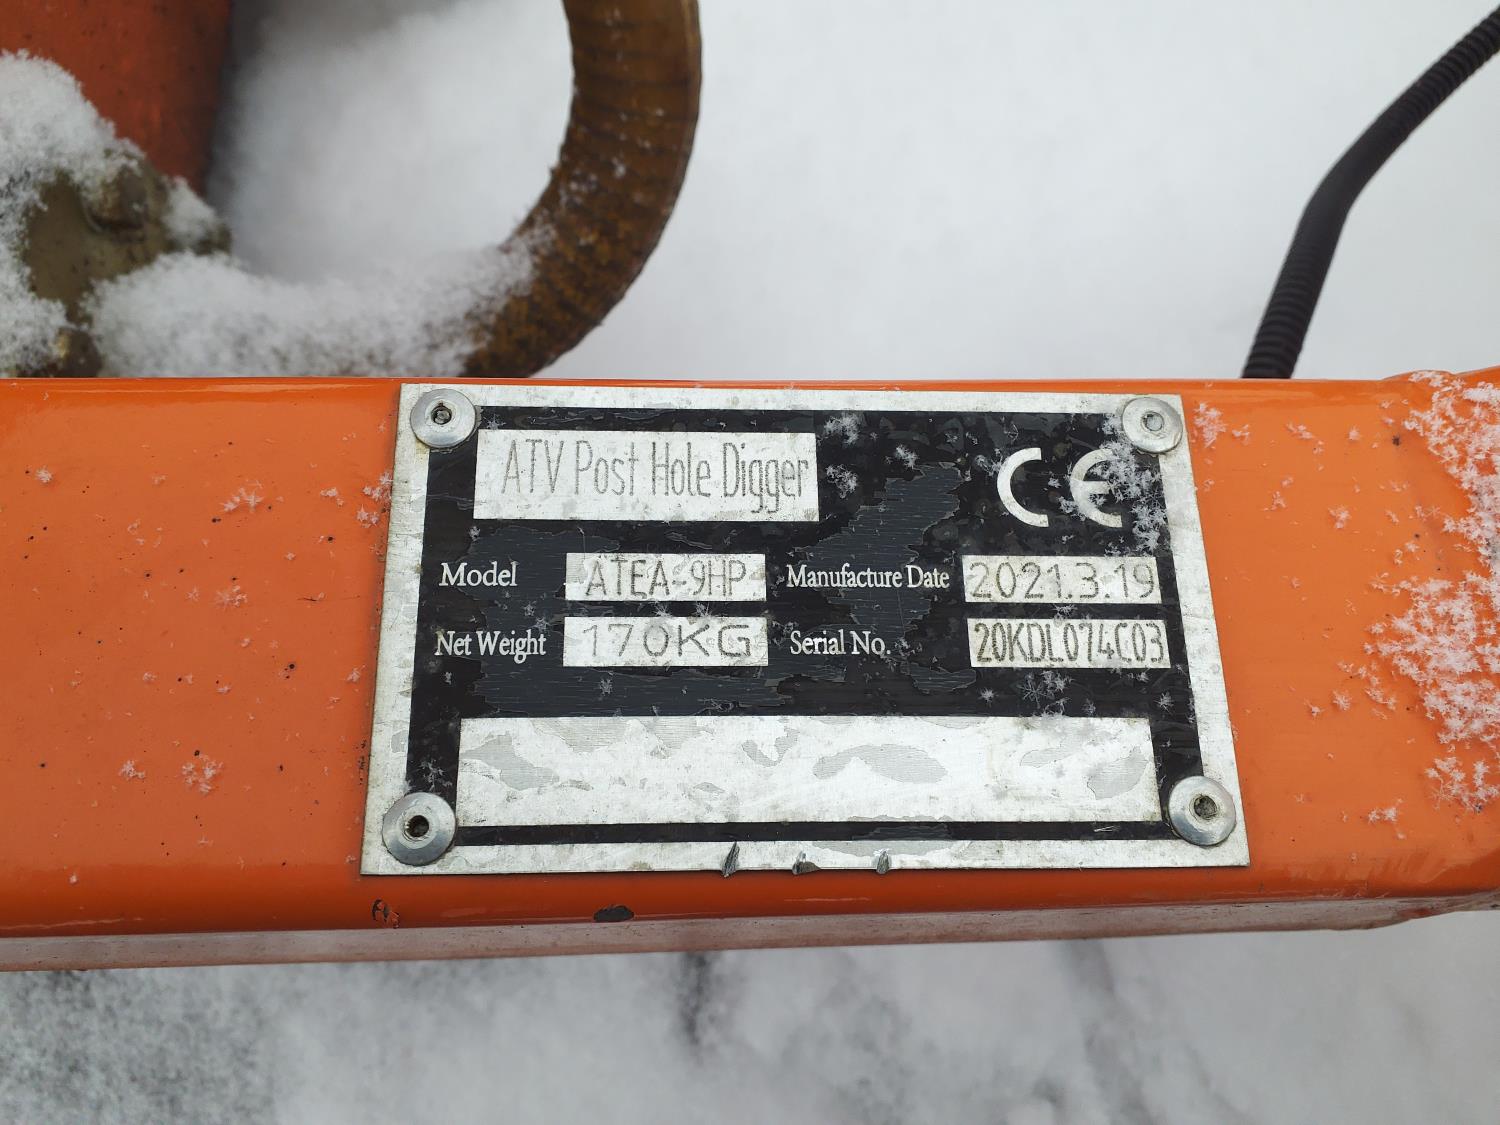 ATV Post Hole Digger
CE
Model ATEA-9HP Manufacture Date 2021.3.19
Net Weight 170KG Serial No. 20KDL074C03